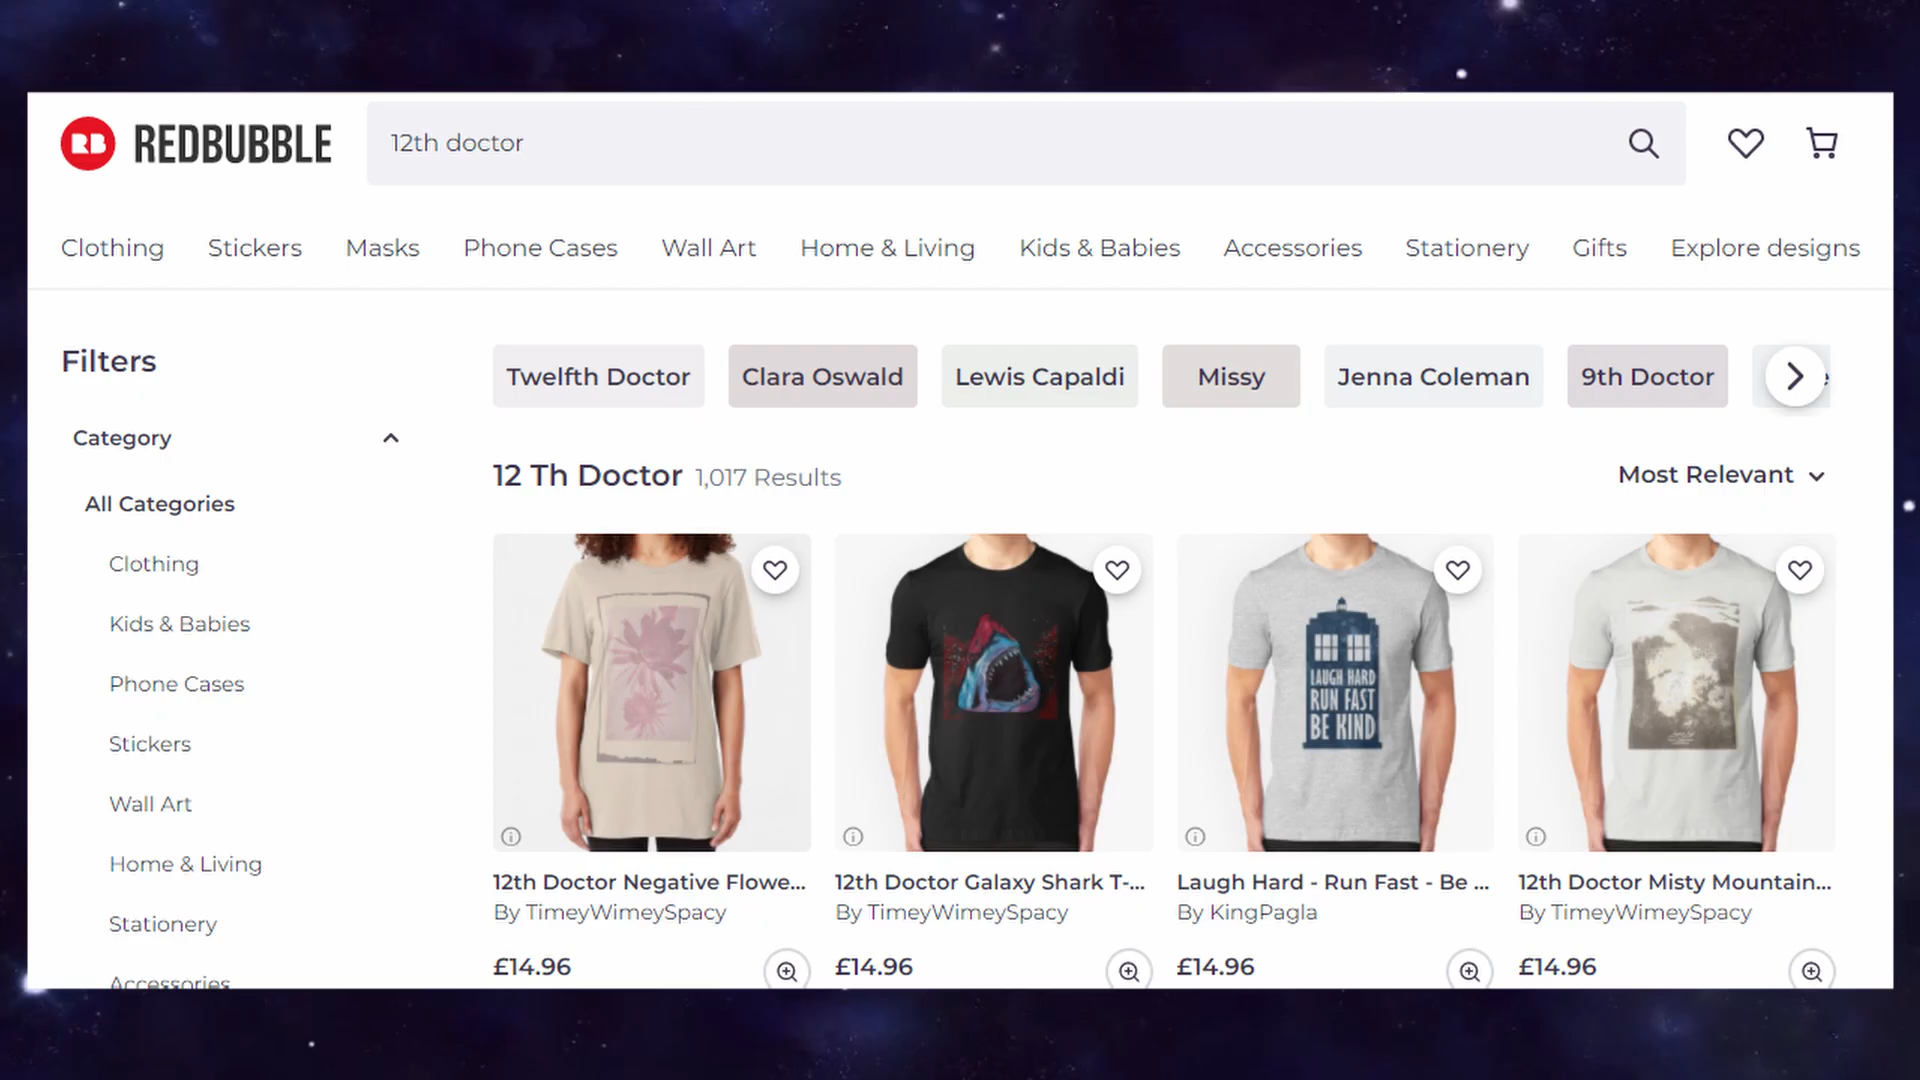 RB REDBUBBLE
12th doctor
Clothing Stickers Masks Phone Cases Wall Art Home & Living Kids & Babies Accessories Stationery Gifts Explore designs
Filters
Twelfth Doctor Clara Oswald Lewis Capaldi Missy Jenna Coleman 9th Doctor
Category
12 Th Doctor 1,017 Results
Most Relevant
All Categories
Clothing
Kids & Babies
Phone Cases
Stickers
Wall Art
Home & Living
Stationery
Accessories
LAUGH HARD
RUN FAST
BE KIND
12th Doctor Negative Flowe... 12th Doctor Galaxy Shark T-... Laugh Hard - Run Fast - Be ... 12th Doctor Misty Mountain...
By TimeyWimeySpacy By TimeyWimeySpacy By KingPagla By TimeyWimeySpacy
£14.96 £14.96 £14.96 £14.96